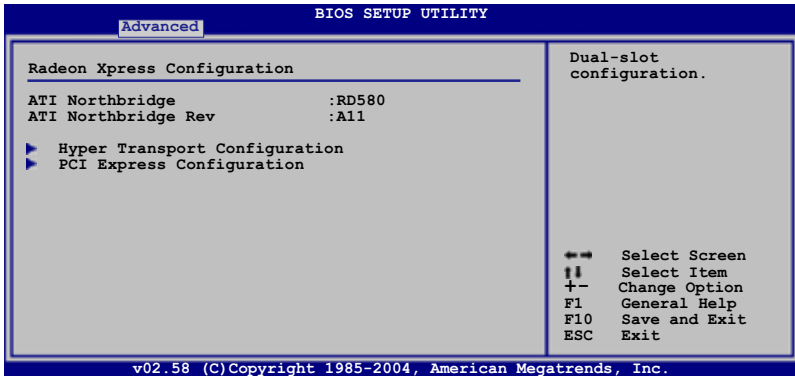 BIOS SETUP UTILITY
Advanced
Radeon Xpress Configuration
ATI Northbridge :RD580
ATI Northbridge Rev :A11
Hyper Transport Configuration
PCI Express Configuration
Dual-slot
configuration.
Select Screen
Select Item
+- Change Option
F1 General Help
F10 Save and Exit
ESC Exit
v02.58 (C)Copyright 1985-2004, American Megatrends, Inc.